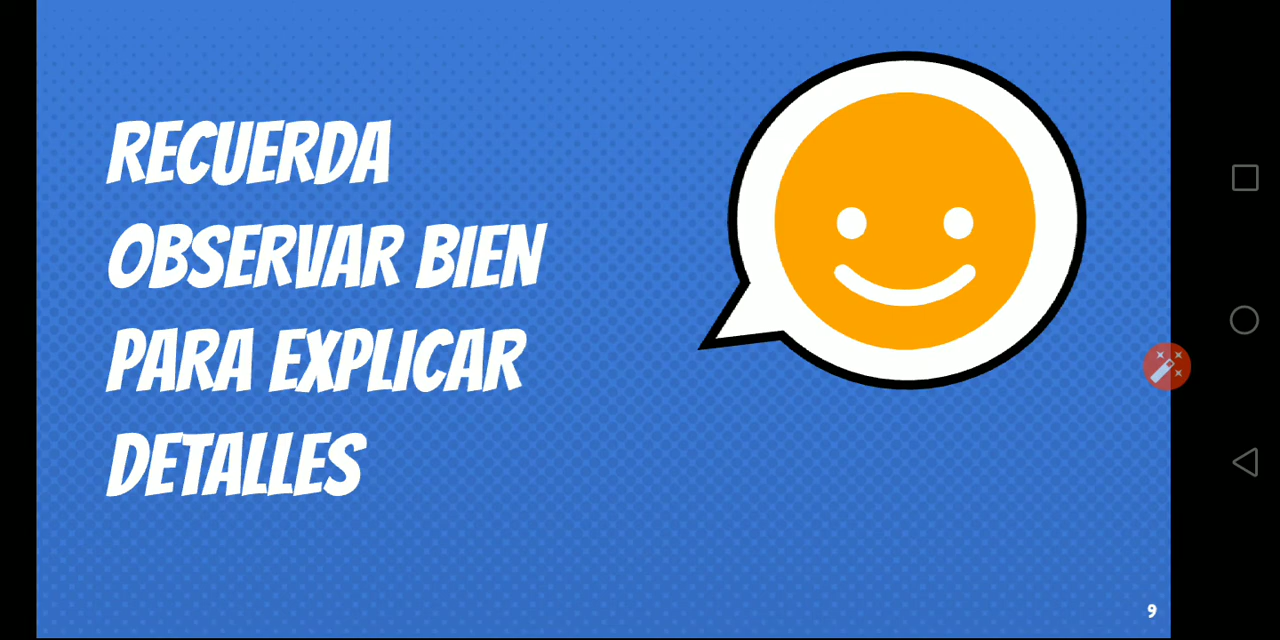 RECUERDA
OBSERVAR BIEN
PARA EXPLICAR
DETALLES
9